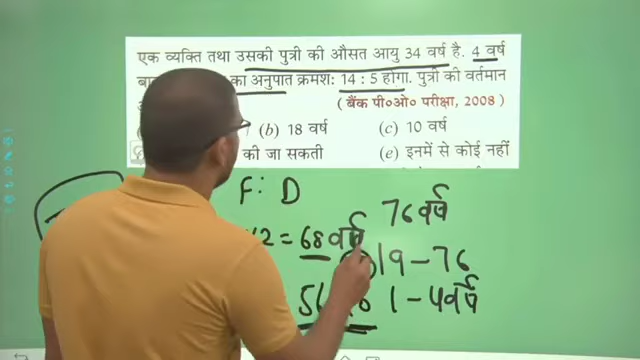 एक व्यक्ति तथा उसकी पुत्री की औसत आयु 34 वर्ष है. 4 वर्ष
का अनुपात क्रमशः 14 : 5 होगा. पुत्री की वर्तमान
( बैंक पी०ओ० परीक्षा, 2008 )
(b) 18 वर्ष (c) 10 वर्ष
की जा सकती (e) इनमें से कोई नहीं
F : D
76 वर्ष
2 = 68 वर्ष
19 - 76
1 - 4 वर्ष